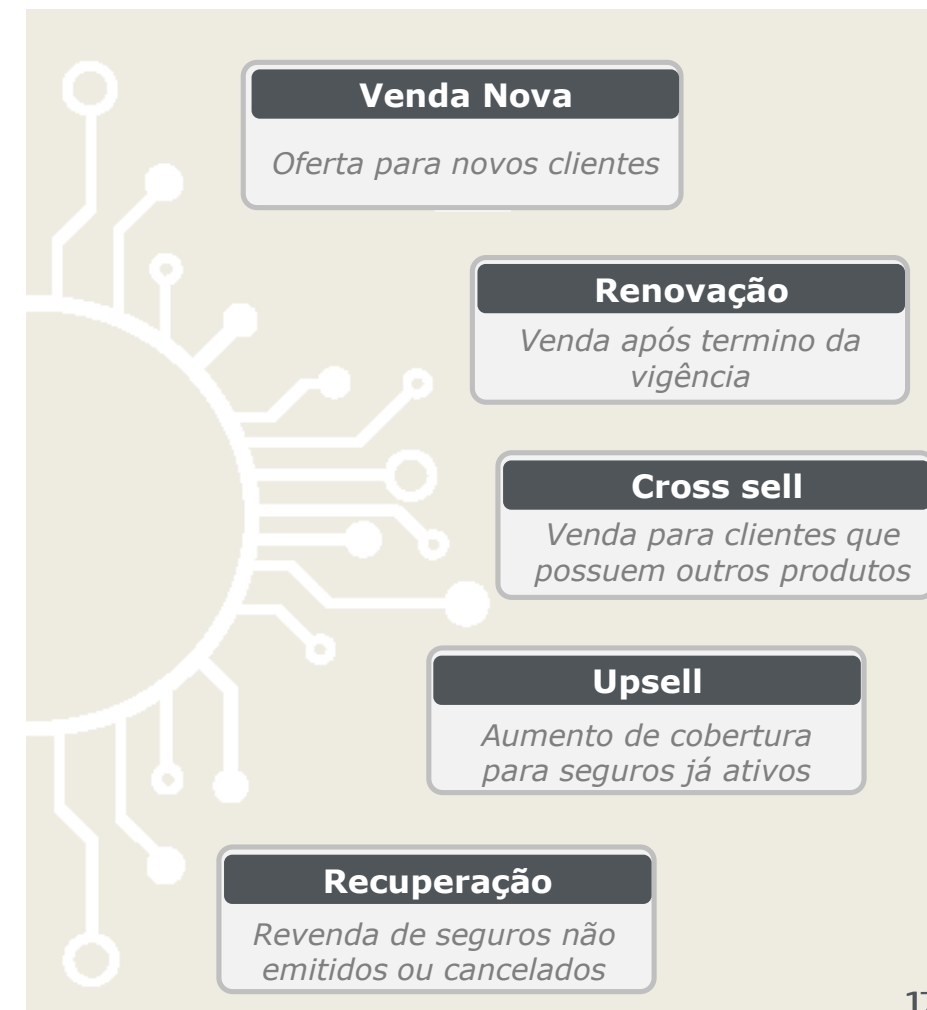 Venda Nova
Oferta para novos clientes
Renovação
Venda após termino da
vigência
Cross sell
Venda para clientes que
possuem outros produtos
Upsell
Aumento de cobertura
para seguros já ativos
Recuperação
Revenda de seguros não
emitidos ou cancelados
17